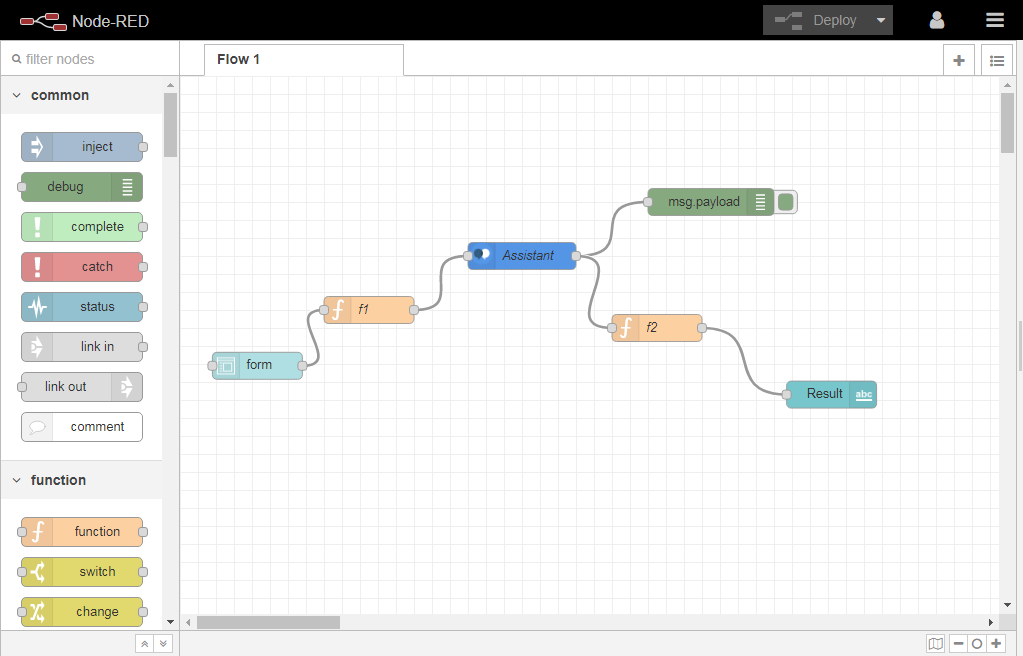 Node-RED
Deploy
filter nodes
Flow 1
common
inject
debug
complete
catch
status
link in
link out
comment
function
function
switch
change
form
f1
Assistant
msg.payload
f2
Result
abc